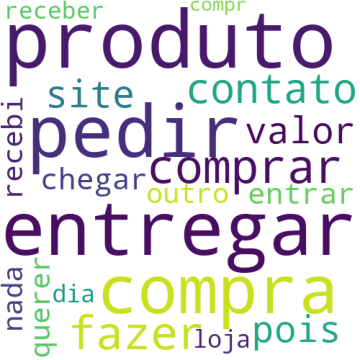 receber
compr
produto
site
contato
recebi
pedir
valor
comprar
chegar
outro
entrar
entregar
nada
querer
dia
compra
fazer
loja
pois